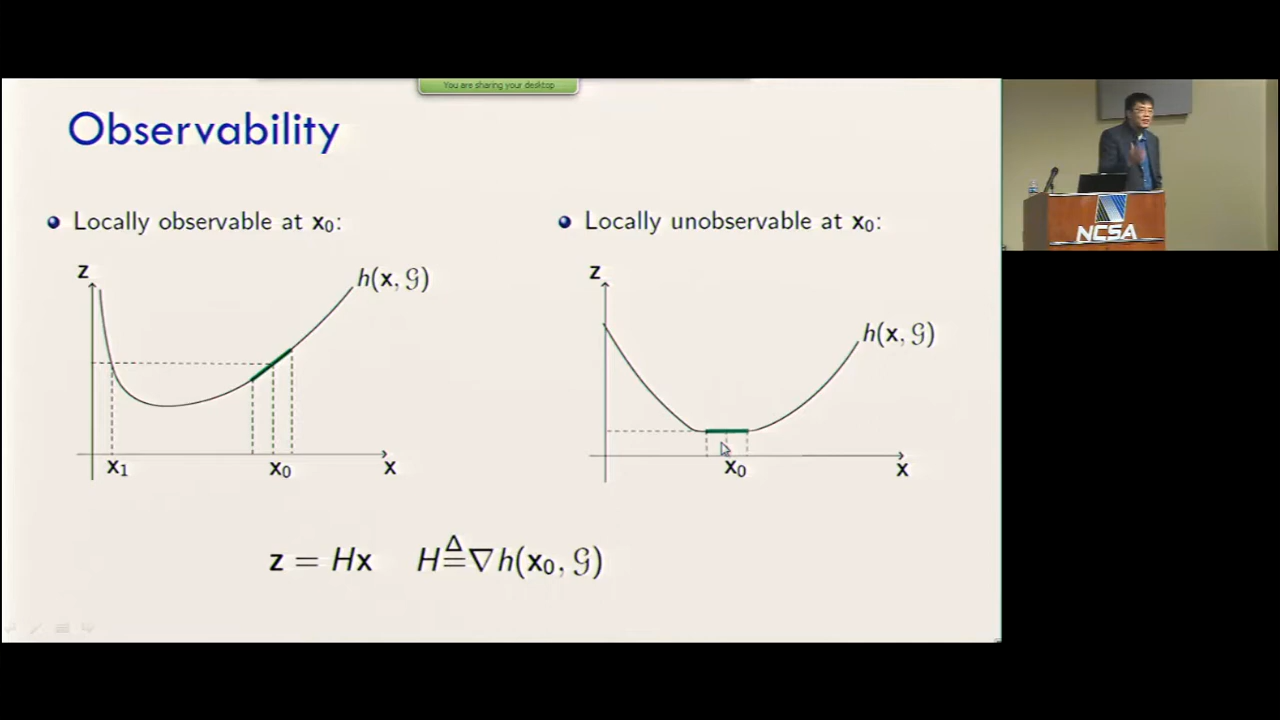 You are sharing your desktop
Observability
Locally observable at x₀:
Locally unobservable at x₀:
z
h(x, 𝒢)
x₁
x₀
x
z
h(x, 𝒢)
x₀
x
z = Hx H ≜ ∇h(x₀, 𝒢)
NCSA